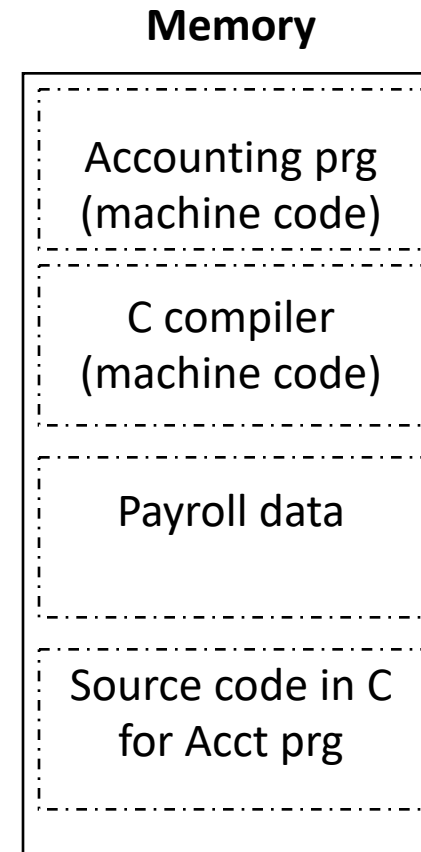 Memory
Accounting prg
(machine code)
C compiler
(machine code)
Payroll data
Source code in C
for Acct prg